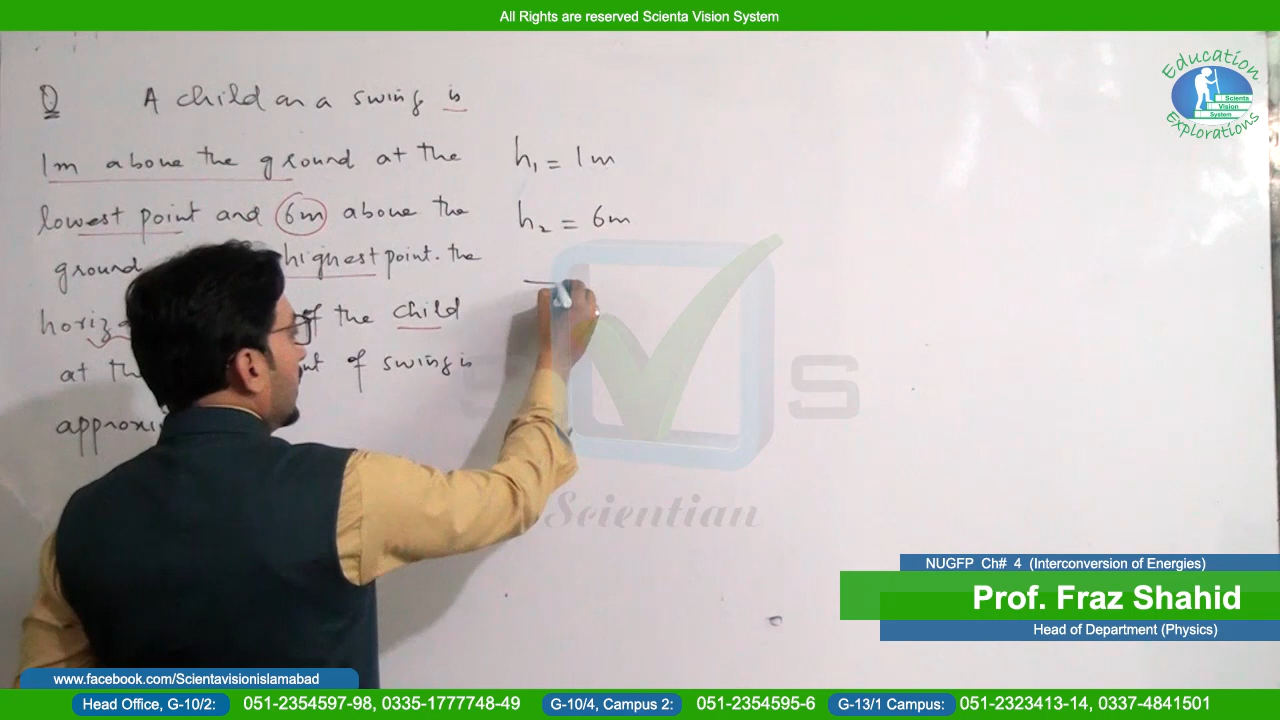 All Rights are reserved Scienta Vision System
Education
Scienta
Vision
System
Explorations
Q A child on a swing is
1m above the ground at the
lowest point and 6m above the
ground highest point. the
of the child
at of swing is
h₁ = 1m
h₂ = 6m
S V S
Scientian
NUGFP Ch# 4 (Interconversion of Energies)
Prof. Fraz Shahid
Head of Department (Physics)
www.facebook.com/Scientavisionislamabad
Head Office, G-10/2: 051-2354597-98, 0335-1777748-49 G-10/4, Campus 2: 051-2354595-6 G-13/1 Campus: 051-2323413-14, 0337-4841501